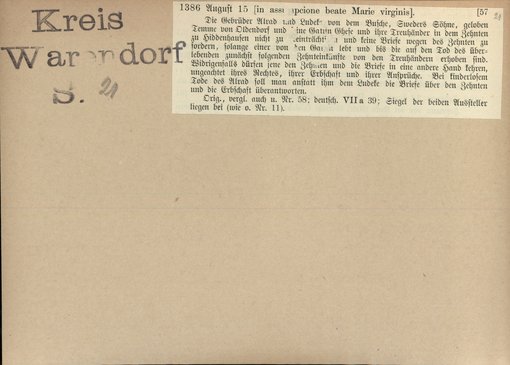 Kreis
Warendorf
S. 21
1386 August 15 [in assumpcione beate Marie virginis]. [57
21
Die Gebrüder Alrad und Ludeke von dem Busche, Sweders Söhne, geloben
Temme von Oldendorf und seine Gattin Ghese und ihre Treuhänder in dem Zehnten
zu Hiddenhausen nicht zu beeinträchtigen und keine Briefe wegen des Zehnten zu
fordern, solange einer von den Gatten lebt und bis die auf den Tod des über-
lebenden zunächst folgenden Zehnteinkünfte von den Treuhändern erhoben sind.
Widrigenfalls dürfen jene den Zehnten und die Briefe in eine andere Hand kehren,
ungeachtet ihres Rechtes, ihrer Erbschaft und ihrer Ansprüche. Bei kinderlosem
Tode des Alrad soll man anstatt ihm dem Ludeke die Briefe über den Zehnten
und die Erbschaft überantworten.
Orig., vergl. auch u. Nr. 58; deutsch. VII a 39; Siegel der beiden Aussteller
liegen bei (wie o. Nr. 11).